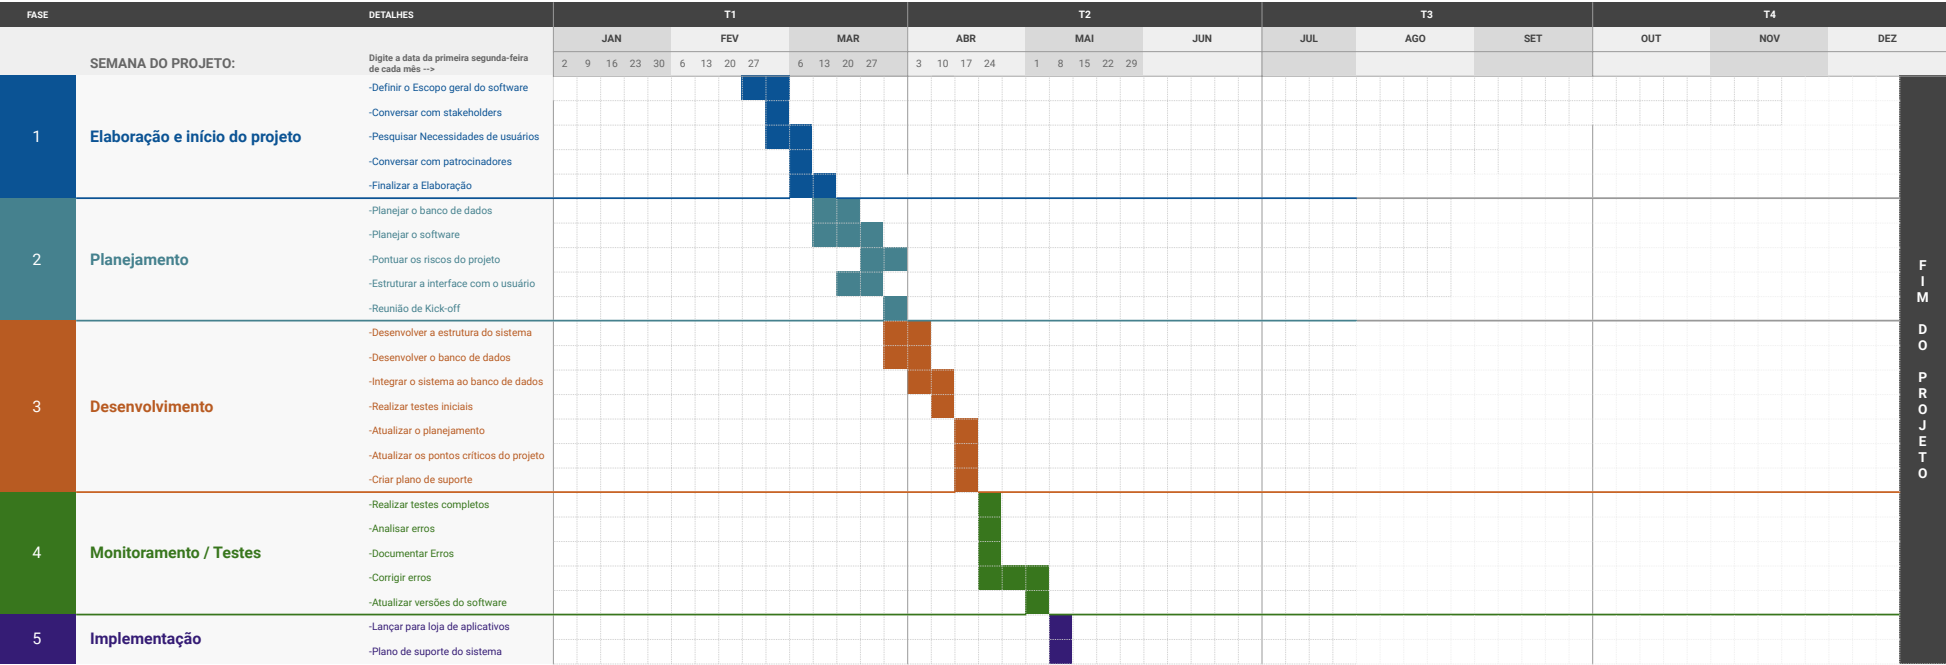 FASE DETALHES T1 T2 T3 T4
JAN FEV MAR ABR MAI JUN JUL AGO SET OUT NOV DEZ
SEMANA DO PROJETO: Digite a data da primeira segunda-feira
de cada mês -->
2 9 16 23 30 6 13 20 27 6 13 20 27 3 10 17 24 1 8 15 22 29
1 Elaboração e início do projeto
-Definir o Escopo geral do software
-Conversar com stakeholders
-Pesquisar Necessidades de usuários
-Conversar com patrocinadores
-Finalizar a Elaboração
2 Planejamento
-Planejar o banco de dados
-Planejar o software
-Pontuar os riscos do projeto
-Estruturar a interface com o usuário
-Reunião de Kick-off
3 Desenvolvimento
-Desenvolver a estrutura do sistema
-Desenvolver o banco de dados
-Integrar o sistema ao banco de dados
-Realizar testes iniciais
-Atualizar o planejamento
-Atualizar os pontos críticos do projeto
-Criar plano de suporte
4 Monitoramento / Testes
-Realizar testes completos
-Analisar erros
-Documentar Erros
-Corrigir erros
-Atualizar versões do software
5 Implementação
-Lançar para loja de aplicativos
-Plano de suporte do sistema
FIM DO PROJETO